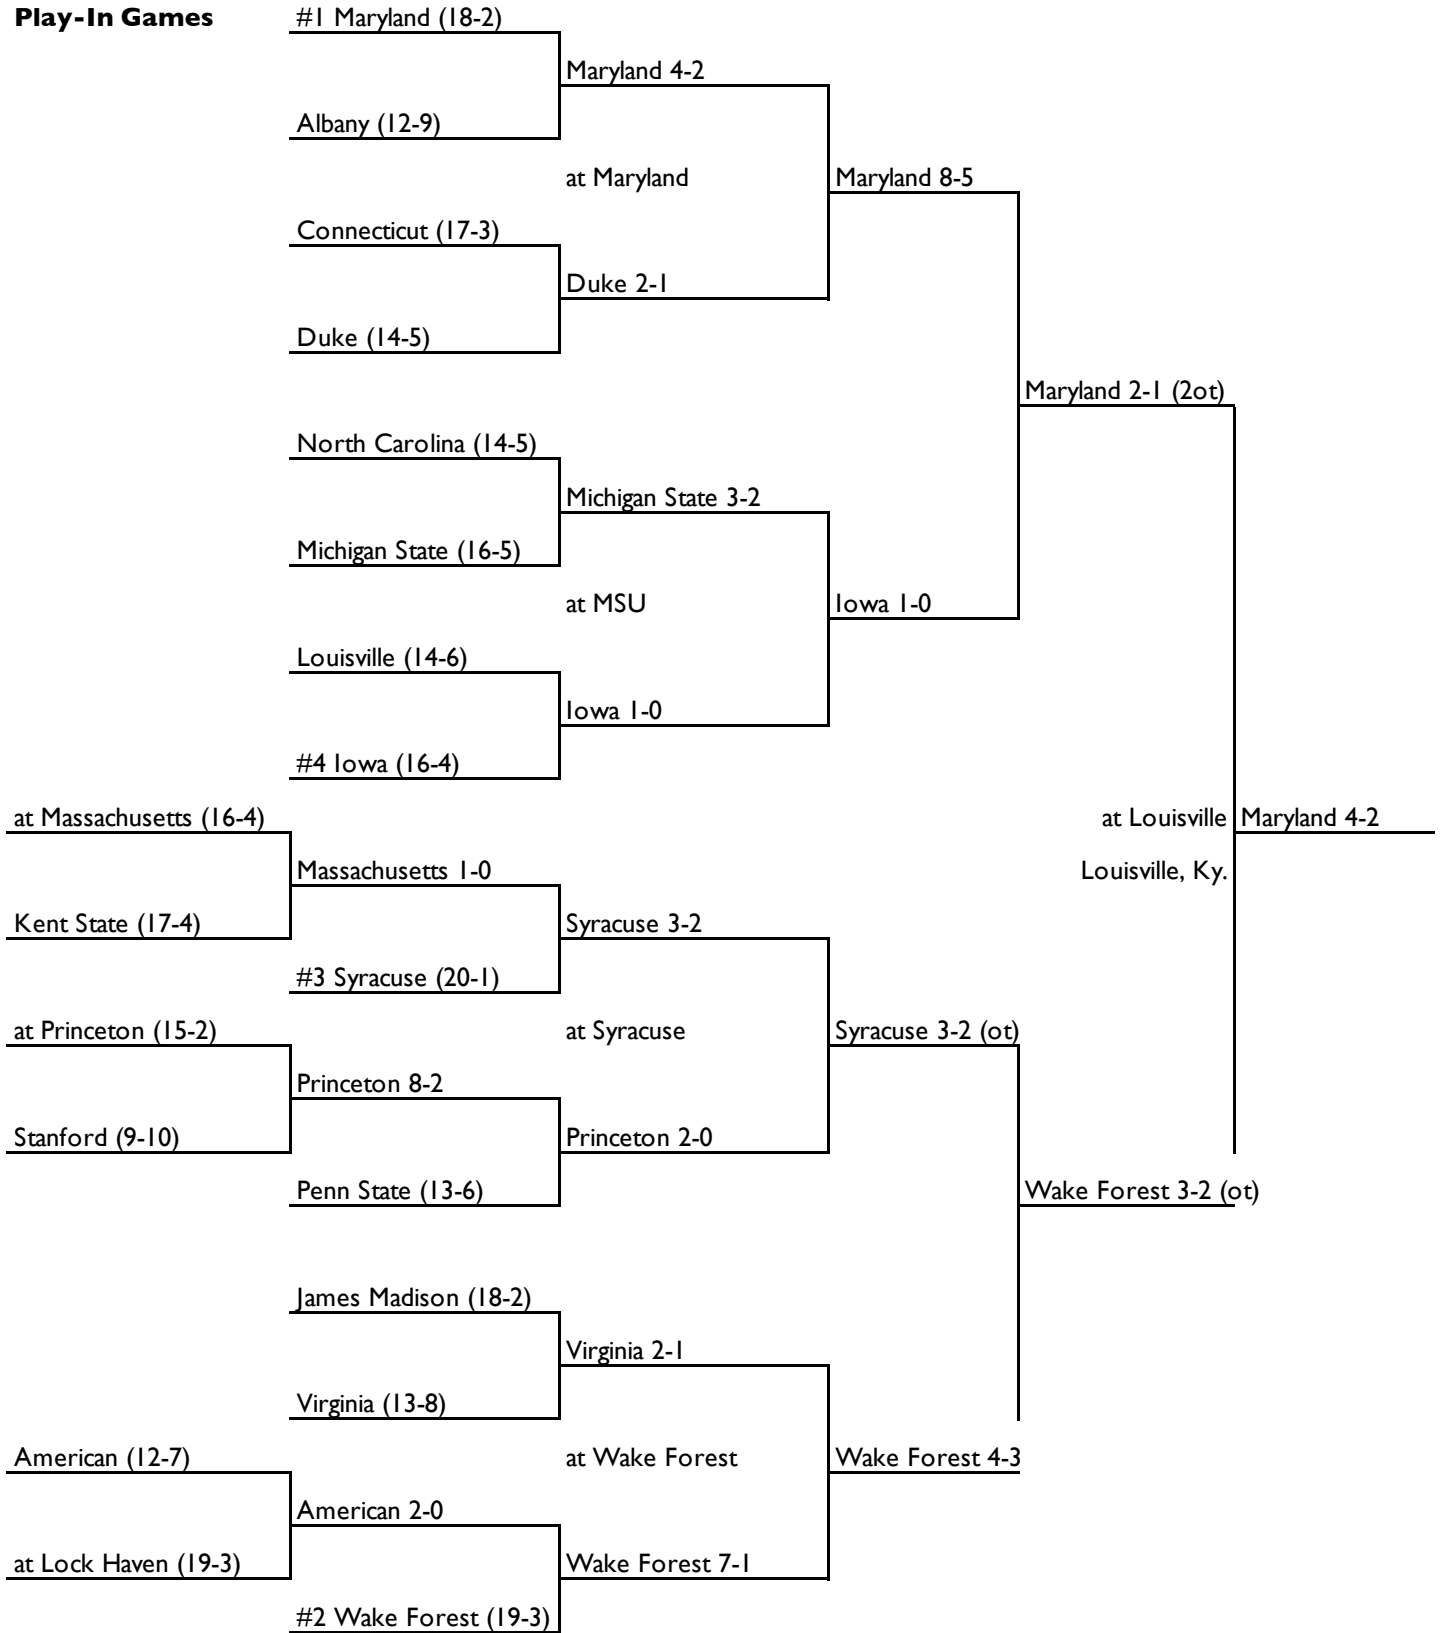 Play-In Games
#1 Maryland (18-2)
Maryland 4-2
Albany (12-9)
at Maryland
Maryland 8-5
Connecticut (17-3)
Duke 2-1
Duke (14-5)
Maryland 2-1 (2ot)
North Carolina (14-5)
Michigan State 3-2
Michigan State (16-5)
at MSU
Iowa 1-0
Louisville (14-6)
Iowa 1-0
#4 Iowa (16-4)
at Massachusetts (16-4)
at Louisville
Maryland 4-2
Massachusetts 1-0
Louisville, Ky.
Kent State (17-4)
Syracuse 3-2
#3 Syracuse (20-1)
at Princeton (15-2)
at Syracuse
Syracuse 3-2 (ot)
Princeton 8-2
Stanford (9-10)
Princeton 2-0
Penn State (13-6)
Wake Forest 3-2 (ot)
James Madison (18-2)
Virginia 2-1
Virginia (13-8)
American (12-7)
at Wake Forest
Wake Forest 4-3
American 2-0
at Lock Haven (19-3)
Wake Forest 7-1
#2 Wake Forest (19-3)